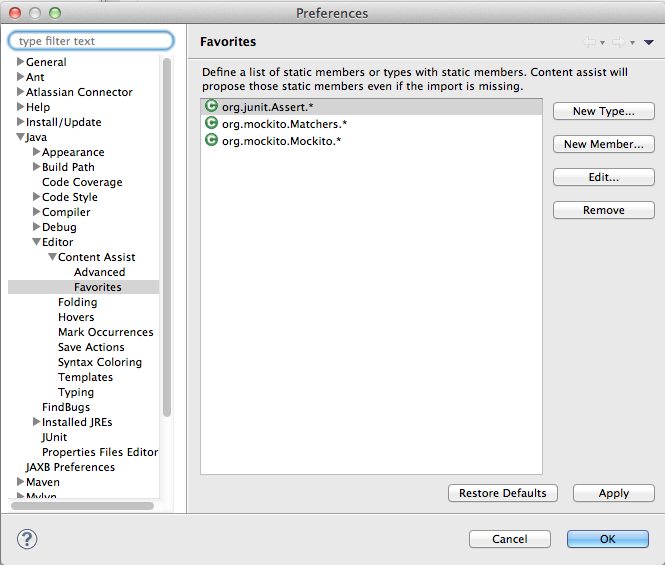 Preferences
type filter text
General
Ant
Atlassian Connector
Help
Install/Update
Java
Appearance
Build Path
Code Coverage
Code Style
Compiler
Debug
Editor
Content Assist
Advanced
Favorites
Folding
Hovers
Mark Occurrences
Save Actions
Syntax Coloring
Templates
Typing
FindBugs
Installed JREs
JUnit
Properties Files Editor
JAXB Preferences
Maven
Mylyn
Favorites
Define a list of static members or types with static members. Content assist will
propose those static members even if the import is missing.
C org.junit.Assert.*
C org.mockito.Matchers.*
C org.mockito.Mockito.*
New Type...
New Member...
Edit...
Remove
Restore Defaults Apply
? Cancel OK